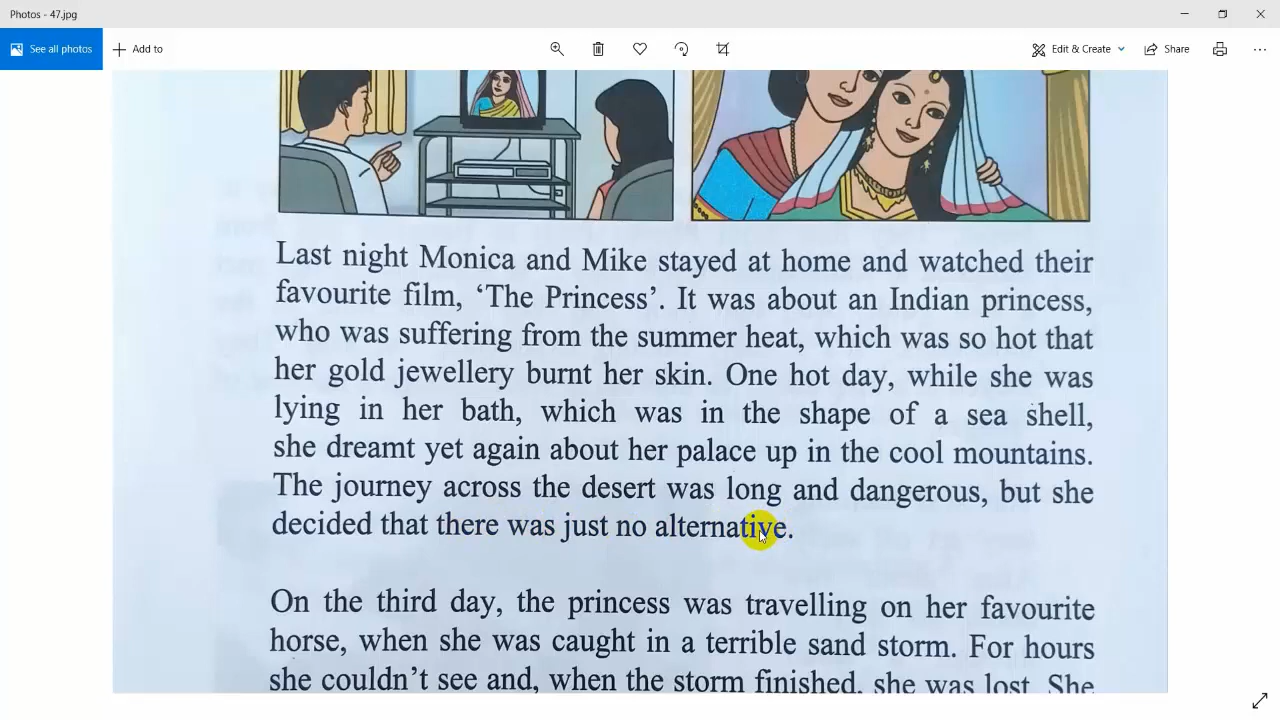 Photos - 47.jpg
See all photos
Add to
Edit & Create
Share
Last night Monica and Mike stayed at home and watched their
favourite film, ‘The Princess’. It was about an Indian princess,
who was suffering from the summer heat, which was so hot that
her gold jewellery burnt her skin. One hot day, while she was
lying in her bath, which was in the shape of a sea shell,
she dreamt yet again about her palace up in the cool mountains.
The journey across the desert was long and dangerous, but she
decided that there was just no alternative.
On the third day, the princess was travelling on her favourite
horse, when she was caught in a terrible sand storm. For hours
she couldn’t see and, when the storm finished, she was lost. She